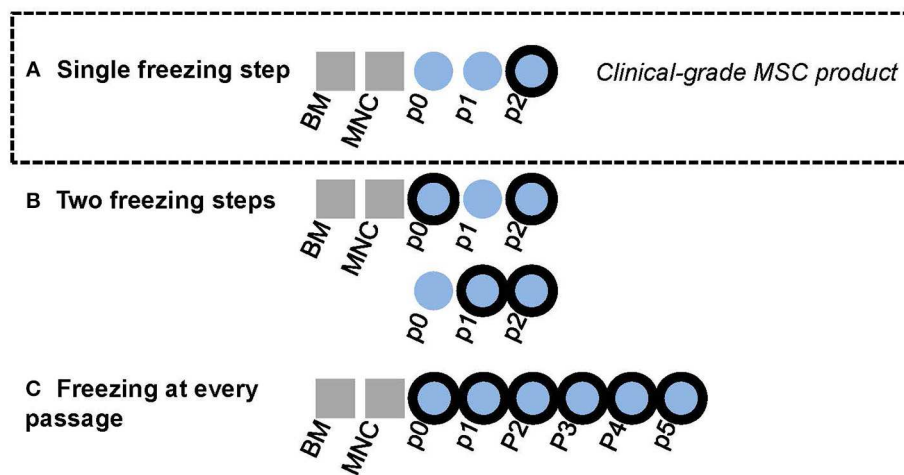 A Single freezing step
Clinical-grade MSC product
BM MNC p0 p1 p2
B Two freezing steps
BM MNC p0 p1 p2
p0 p1 p2
C Freezing at every
passage
BM MNC p0 p1 P2 P3 P4 p5